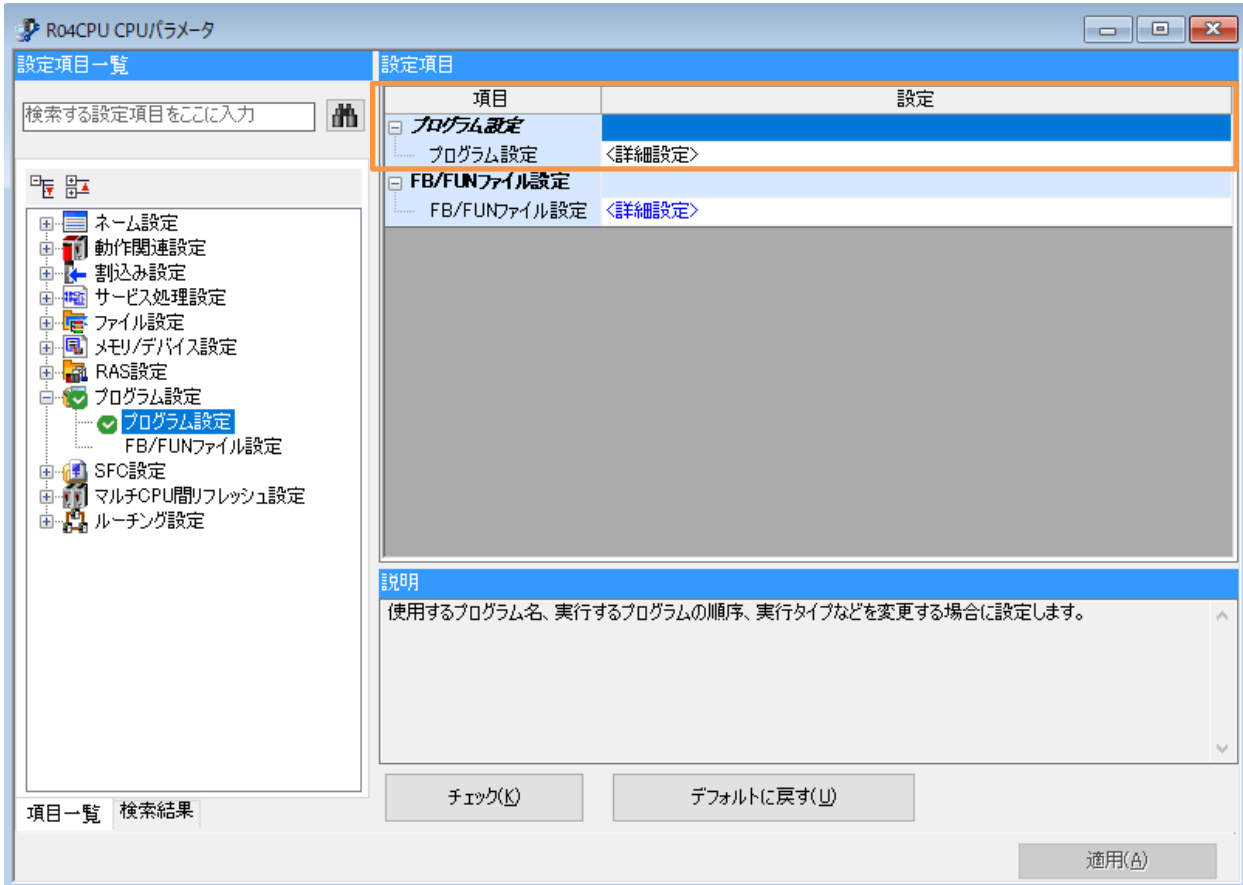 R04CPU CPUパラメータ
設定項目一覧
検索する設定項目をここに入力
ネーム設定
動作関連設定
割込み設定
サービス処理設定
ファイル設定
メモリ/デバイス設定
RAS設定
プログラム設定
プログラム設定
FB/FUNファイル設定
SFC設定
マルチCPU間リフレッシュ設定
ルーチング設定
項目一覧 検索結果
設定項目
項目 設定
プログラム設定
プログラム設定 <詳細設定>
FB/FUNファイル設定
FB/FUNファイル設定 <詳細設定>
説明
使用するプログラム名、実行するプログラムの順序、実行タイプなどを変更する場合に設定します。
チェック(K) デフォルトに戻す(U)
適用(A)